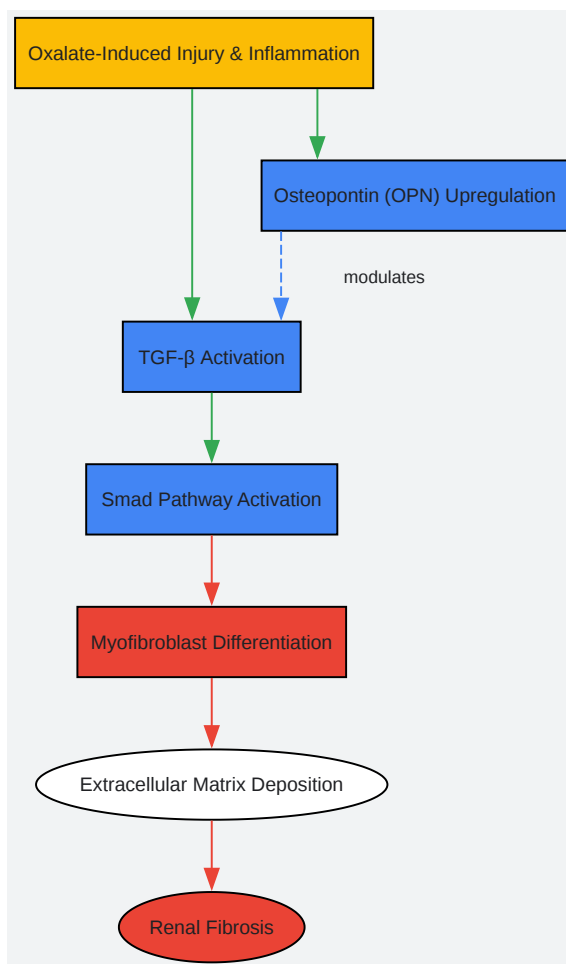 Oxalate-Induced Injury & Inflammation
Osteopontin (OPN) Upregulation
modulates
TGF-β Activation
Smad Pathway Activation
Myofibroblast Differentiation
Extracellular Matrix Deposition
Renal Fibrosis